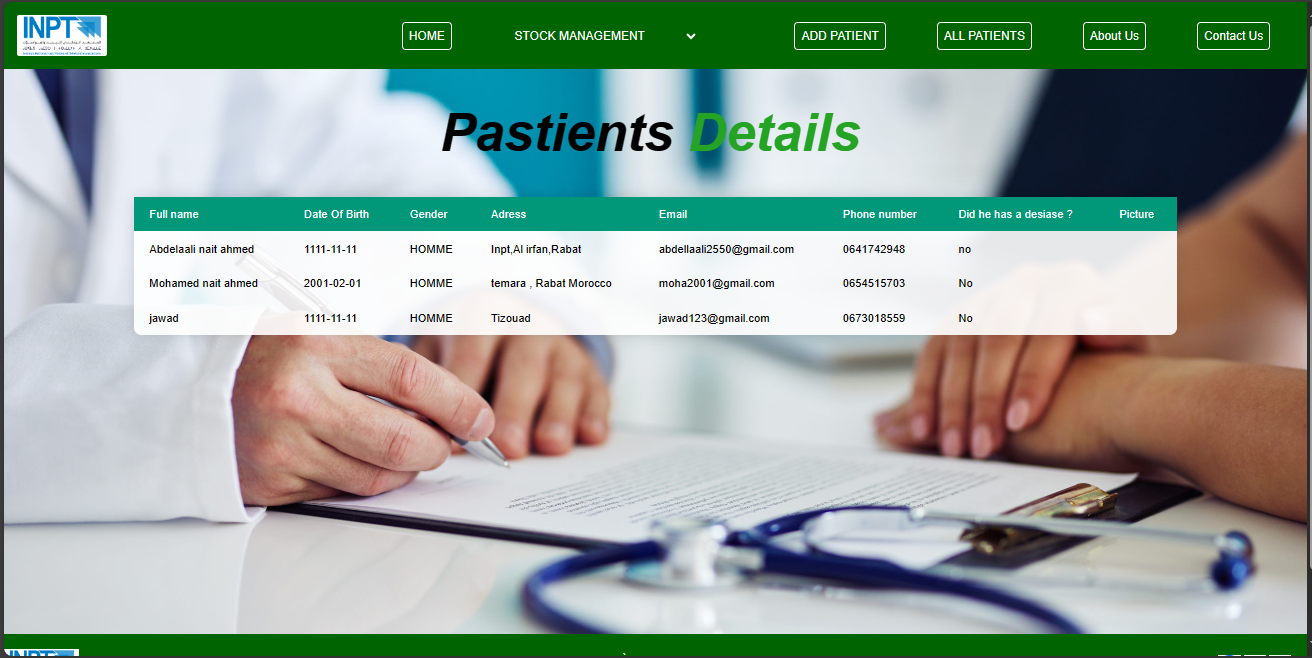 INPT
HOME STOCK MANAGEMENT ADD PATIENT ALL PATIENTS About Us Contact Us
Pastients Details
Full name Date Of Birth Gender Adress Email Phone number Did he has a desiase ? Picture
Abdelaali nait ahmed 1111-11-11 HOMME Inpt,Al irfan,Rabat abdellaali2550@gmail.com 0641742948 no
Mohamed nait ahmed 2001-02-01 HOMME temara , Rabat Morocco moha2001@gmail.com 0654515703 No
jawad 1111-11-11 HOMME Tizouad jawad123@gmail.com 0673018559 No
INPT